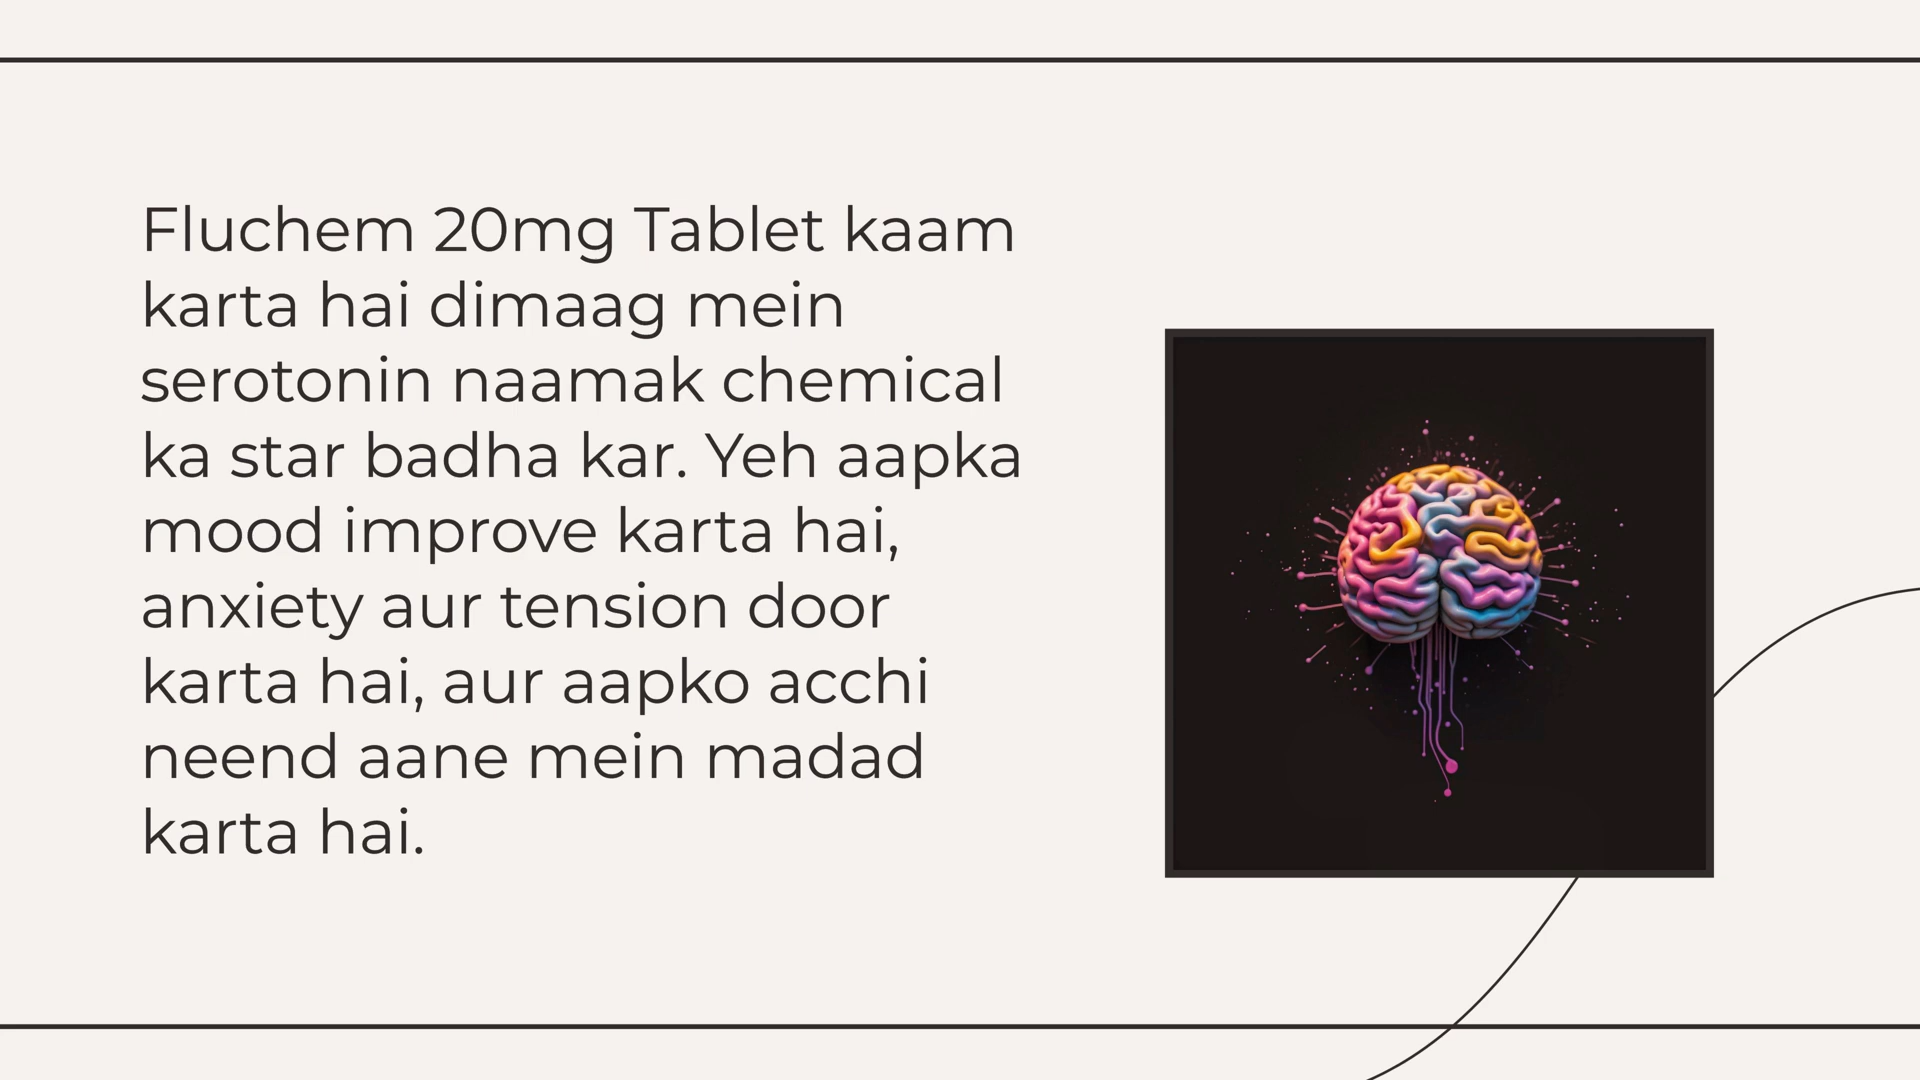 Fluchem 20mg Tablet kaam
karta hai dimaag mein
serotonin naamak chemical
ka star badha kar. Yeh aapka
mood improve karta hai,
anxiety aur tension door
karta hai, aur aapko acchi
neend aane mein madad
karta hai.